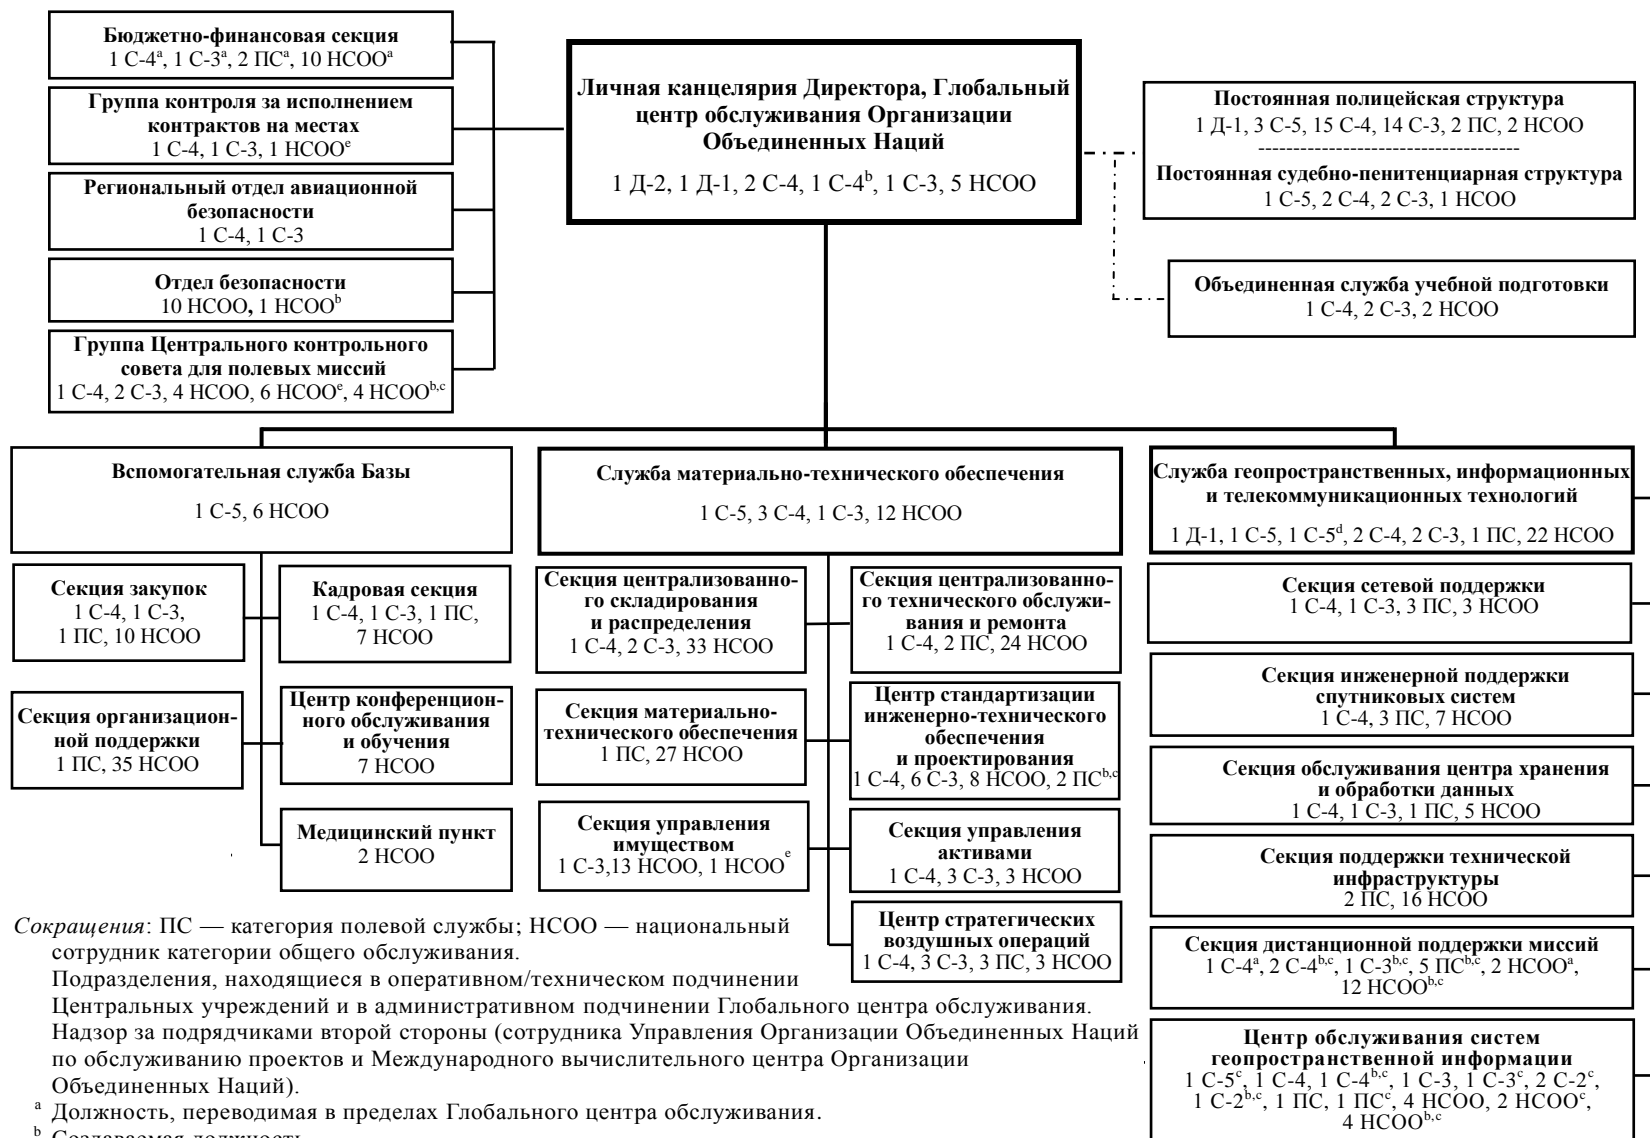 Бюджетно-финансовая секция
1 С-4ᵃ, 1 С-3ᵃ, 2 ПСᵃ, 10 НСООᵃ
Группа контроля за исполнением
контрактов на местах
1 С-4, 1 С-3, 1 НСООᵉ
Региональный отдел авиационной
безопасности
1 С-4, 1 С-3
Отдел безопасности
10 НСОО, 1 НСООᵇ
Группа Центрального контрольного
совета для полевых миссий
1 С-4, 2 С-3, 4 НСОО, 6 НСООᵉ, 4 НСООᵇ,ᶜ
Личная канцелярия Директора, Глобальный
центр обслуживания Организации
Объединенных Наций
1 Д-2, 1 Д-1, 2 С-4, 1 С-4ᵇ, 1 С-3, 5 НСОО
Постоянная полицейская структура
1 Д-1, 3 С-5, 15 С-4, 14 С-3, 2 ПС, 2 НСОО
-------------------------------------
Постоянная судебно-пенитенциарная структура
1 С-5, 2 С-4, 2 С-3, 1 НСОО
Объединенная служба учебной подготовки
1 С-4, 2 С-3, 2 НСОО
Вспомогательная служба Базы
1 С-5, 6 НСОО
Секция закупок
1 С-4, 1 С-3,
1 ПС, 10 НСОО
Кадровая секция
1 С-4, 1 С-3, 1 ПС,
7 НСОО
Секция организацион-
ной поддержки
1 ПС, 35 НСОО
Центр конференцион-
ного обслуживания
и обучения
7 НСОО
Медицинский пункт
2 НСОО
Служба материально-технического обеспечения
1 С-5, 3 С-4, 1 С-3, 12 НСОО
Секция централизованно-
го складирования
и распределения
1 С-4, 2 С-3, 33 НСОО
Секция централизованно-
го технического обслужи-
вания и ремонта
1 С-4, 2 ПС, 24 НСОО
Секция материально-
технического обеспечения
1 ПС, 27 НСОО
Центр стандартизации
инженерно-технического
обеспечения
и проектирования
1 С-4, 6 С-3, 8 НСОО, 2 ПСᵇ,ᶜ
Секция управления
имуществом
1 С-3,13 НСОО, 1 НСООᵉ
Секция управления
активами
1 С-4, 3 С-3, 3 НСОО
Центр стратегических
воздушных операций
1 С-4, 3 С-3, 3 ПС, 3 НСОО
Служба геопространственных, информационных
и телекоммуникационных технологий
1 Д-1, 1 С-5, 1 С-5ᵈ, 2 С-4, 2 С-3, 1 ПС, 22 НСОО
Секция сетевой поддержки
1 С-4, 1 С-3, 3 ПС, 3 НСОО
Секция инженерной поддержки
спутниковых систем
1 С-4, 3 ПС, 7 НСОО
Секция обслуживания центра хранения
и обработки данных
1 С-4, 1 С-3, 1 ПС, 5 НСОО
Секция поддержки технической
инфраструктуры
2 ПС, 16 НСОО
Секция дистанционной поддержки миссий
1 С-4ᵃ, 2 С-4ᵇ,ᶜ, 1 С-3ᵇ,ᶜ, 5 ПСᵇ,ᶜ, 2 НСООᵃ,
12 НСООᵇ,ᶜ
Центр обслуживания систем
геопространственной информации
1 С-5ᶜ, 1 С-4, 1 С-4ᵇ,ᶜ, 1 С-3, 1 С-3ᶜ, 2 С-2ᶜ,
1 С-2ᵇ,ᶜ, 1 ПС, 1 ПСᶜ, 4 НСОО, 2 НСООᶜ,
4 НСООᵇ,ᶜ
Сокращения: ПС — категория полевой службы; НСОО — национальный
сотрудник категории общего обслуживания.
Подразделения, находящиеся в оперативном/техническом подчинении
Центральных учреждений и в административном подчинении Глобального центра обслуживания.
Надзор за подрядчиками второй стороны (сотрудника Управления Организации Объединенных Наций
по обслуживанию проектов и Международного вычислительного центра Организации
Объединенных Наций).
ᵃ Должность, переводимая в пределах Глобального центра обслуживания.
ᵇ Создаваемая должность